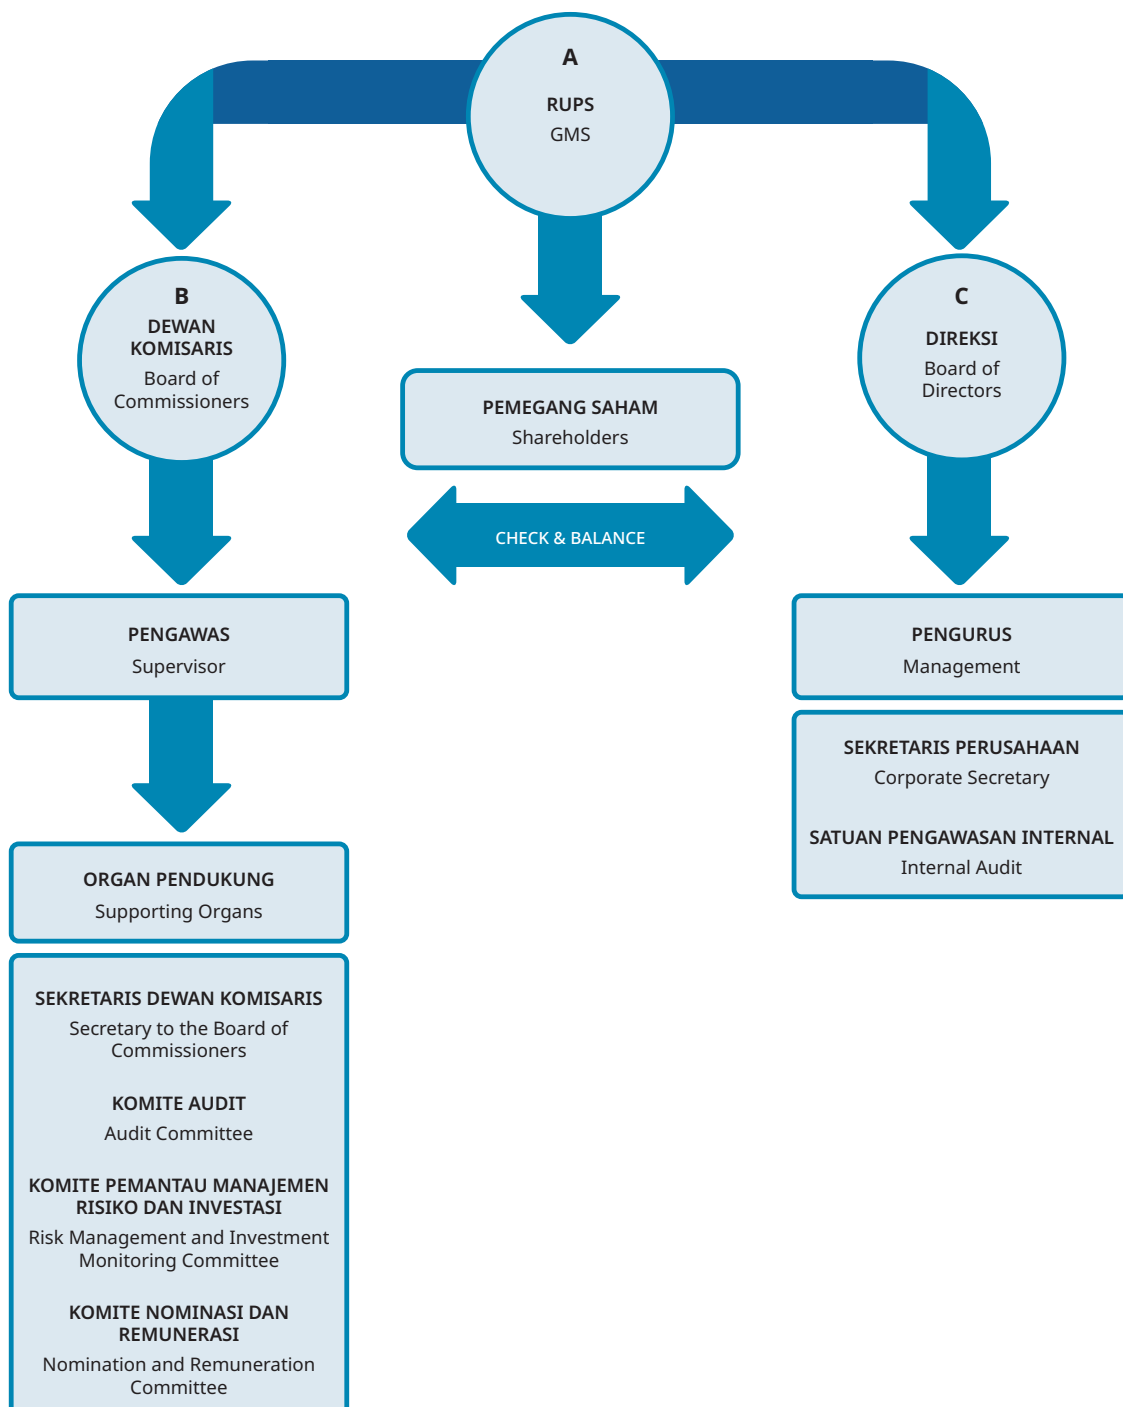 A
RUPS
GMS
B
DEWAN
KOMISARIS
Board of
Commissioners
C
DIREKSI
Board of
Directors
PEMEGANG SAHAM
Shareholders
CHECK & BALANCE
PENGAWAS
Supervisor
PENGURUS
Management
SEKRETARIS PERUSAHAAN
Corporate Secretary
SATUAN PENGAWASAN INTERNAL
Internal Audit
ORGAN PENDUKUNG
Supporting Organs
SEKRETARIS DEWAN KOMISARIS
Secretary to the Board of
Commissioners
KOMITE AUDIT
Audit Committee
KOMITE PEMANTAU MANAJEMEN
RISIKO DAN INVESTASI
Risk Management and Investment
Monitoring Committee
KOMITE NOMINASI DAN
REMUNERASI
Nomination and Remuneration
Committee